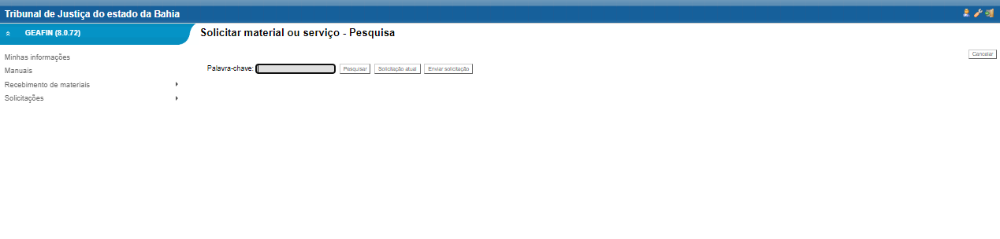 Tribunal de Justiça do estado da Bahia
GEAFIN (8.0.72)
Solicitar material ou serviço - Pesquisa
Cancelar
Minhas informações
Manuais
Recebimento de materiais
Solicitações
Palavra-chave: Pesquisar Solicitação atual Enviar solicitação